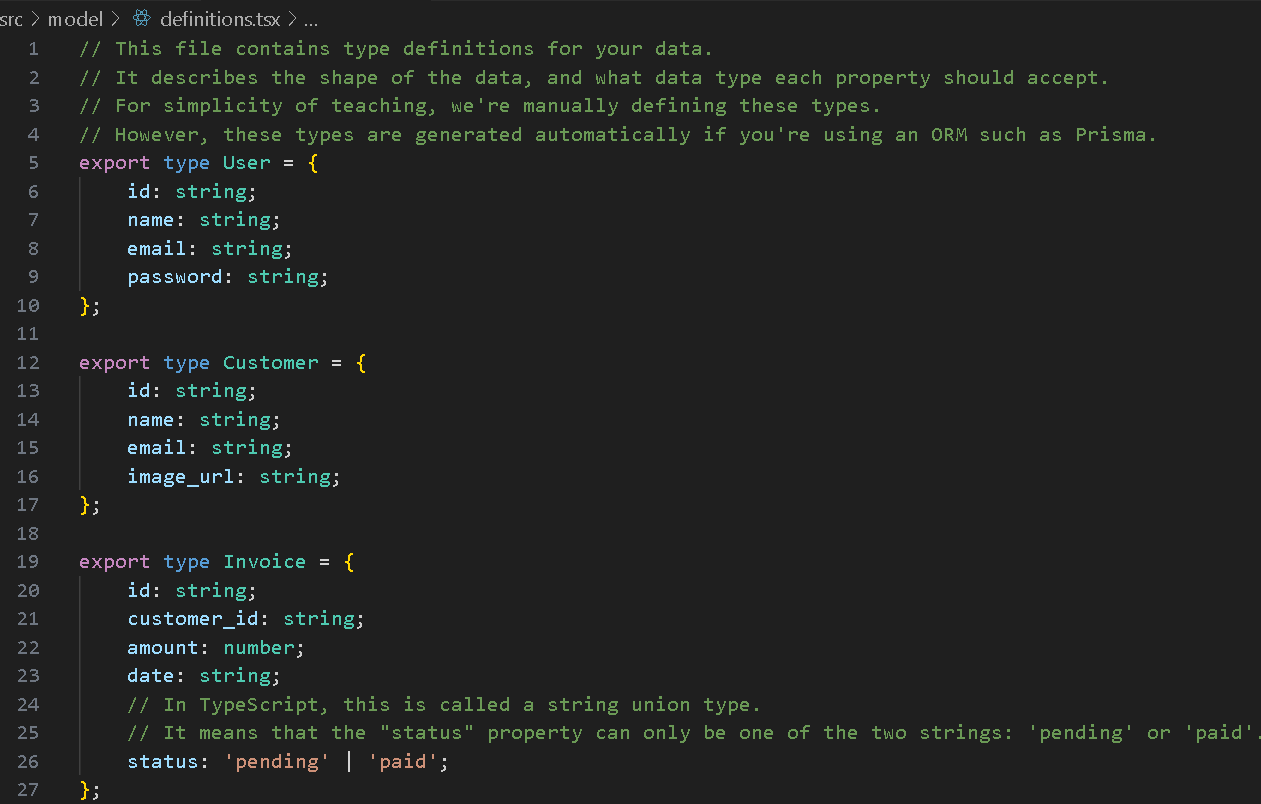 src > model > definitions.tsx > ...
1 // This file contains type definitions for your data.
2 // It describes the shape of the data, and what data type each property should accept.
3 // For simplicity of teaching, we're manually defining these types.
4 // However, these types are generated automatically if you're using an ORM such as Prisma.
5 export type User = {
6     id: string;
7     name: string;
8     email: string;
9     password: string;
10 };
11
12 export type Customer = {
13     id: string;
14     name: string;
15     email: string;
16     image_url: string;
17 };
18
19 export type Invoice = {
20     id: string;
21     customer_id: string;
22     amount: number;
23     date: string;
24     // In TypeScript, this is called a string union type.
25     // It means that the "status" property can only be one of the two strings: 'pending' or 'paid'.
26     status: 'pending' | 'paid';
27 };